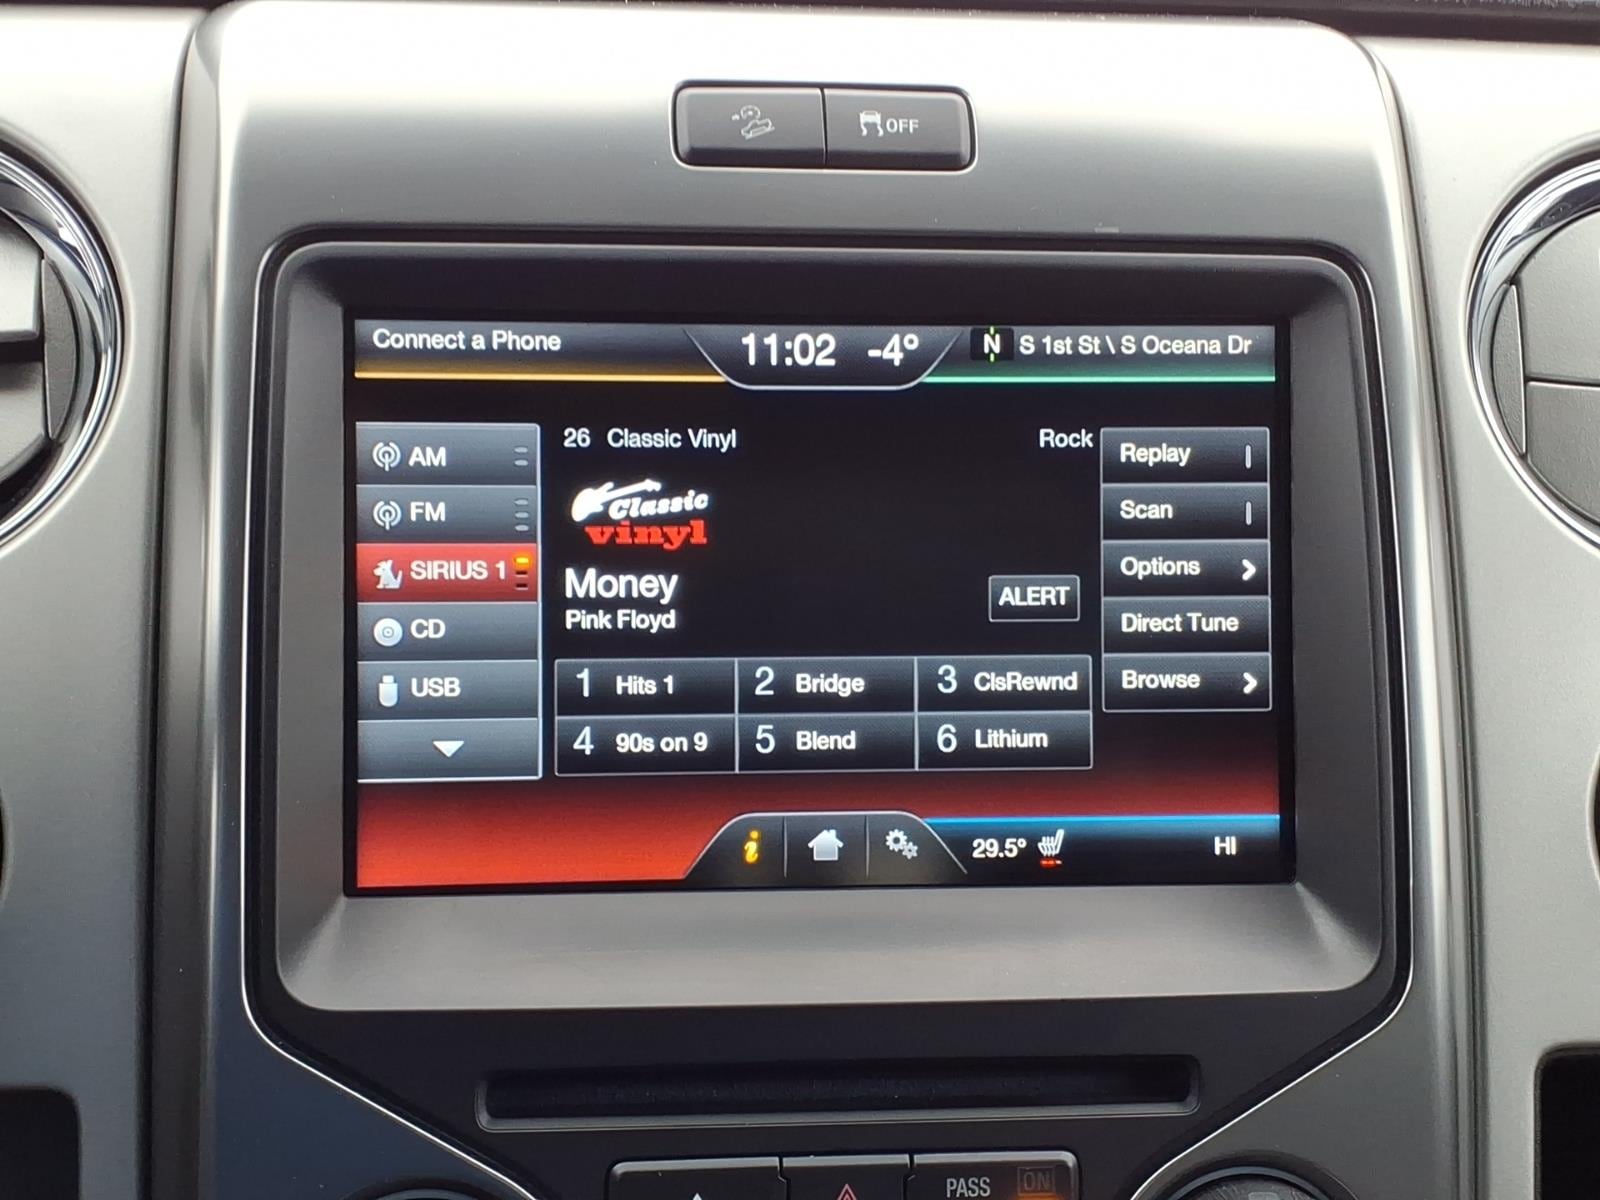 OFF
Connect a Phone
11:02 -4°
N S 1st St \ S Oceana Dr
AM
FM
SIRIUS 1
CD
USB
26 Classic Vinyl
Rock
Classic
vinyl
Money
Pink Floyd
ALERT
1 Hits 1
2 Bridge
3 ClsRewnd
4 90s on 9
5 Blend
6 Lithium
Replay
Scan
Options
Direct Tune
Browse
i
29.5°
HI
PASS
ON